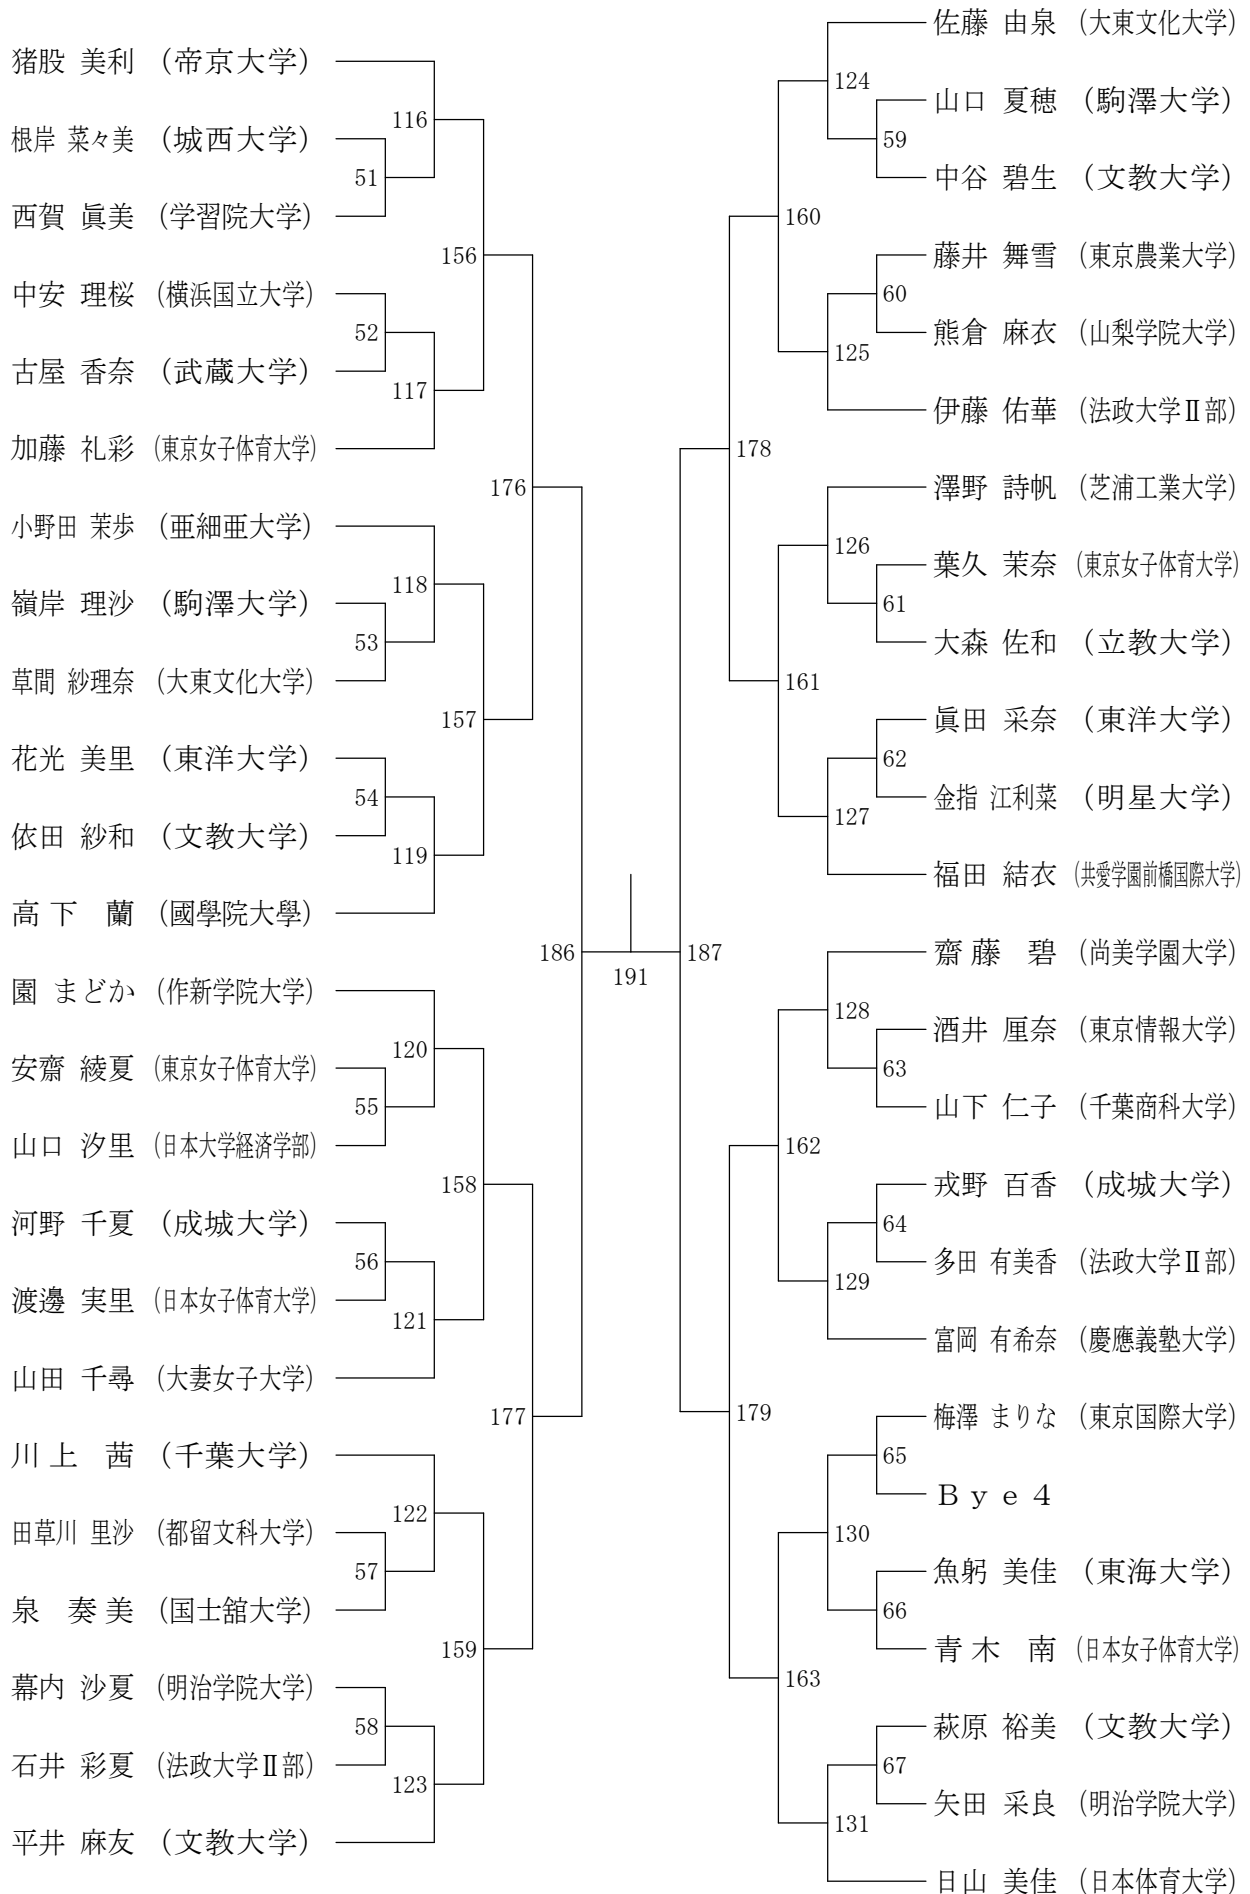 猪股 美利 (帝京大学)
根岸 菜々美 (城西大学)
西賀 眞美 (学習院大学)
中安 理桜 (横浜国立大学)
古屋 香奈 (武蔵大学)
加藤 礼彩 (東京女子体育大学)
小野田 茉歩 (亜細亜大学)
嶺岸 理沙 (駒澤大学)
草間 紗理奈 (大東文化大学)
花光 美里 (東洋大学)
依田 紗和 (文教大学)
高下 蘭 (國學院大學)
園 まどか (作新学院大学)
安齋 綾夏 (東京女子体育大学)
山口 汐里 (日本大学経済学部)
河野 千夏 (成城大学)
渡邊 実里 (日本女子体育大学)
山田 千尋 (大妻女子大学)
川上 茜 (千葉大学)
田草川 里沙 (都留文科大学)
泉 奏美 (国士舘大学)
幕内 沙夏 (明治学院大学)
石井 彩夏 (法政大学Ⅱ部)
平井 麻友 (文教大学)
51
52
53
54
55
56
57
58
116
117
118
119
120
121
122
123
156
157
158
159
176
177
186
191
187
178
179
160
161
162
163
124
125
126
127
128
129
130
131
59
60
61
62
63
64
65
66
67
佐藤 由泉 (大東文化大学)
山口 夏穂 (駒澤大学)
中谷 碧生 (文教大学)
藤井 舞雪 (東京農業大学)
熊倉 麻衣 (山梨学院大学)
伊藤 佑華 (法政大学Ⅱ部)
澤野 詩帆 (芝浦工業大学)
葉久 茉奈 (東京女子体育大学)
大森 佐和 (立教大学)
眞田 采奈 (東洋大学)
金指 江利菜 (明星大学)
福田 結衣 (共愛学園前橋国際大学)
齋藤 碧 (尚美学園大学)
酒井 厘奈 (東京情報大学)
山下 仁子 (千葉商科大学)
戎野 百香 (成城大学)
多田 有美香 (法政大学Ⅱ部)
富岡 有希奈 (慶應義塾大学)
梅澤 まりな (東京国際大学)
Ｂｙｅ４
魚躬 美佳 (東海大学)
青木 南 (日本女子体育大学)
萩原 裕美 (文教大学)
矢田 采良 (明治学院大学)
日山 美佳 (日本体育大学)